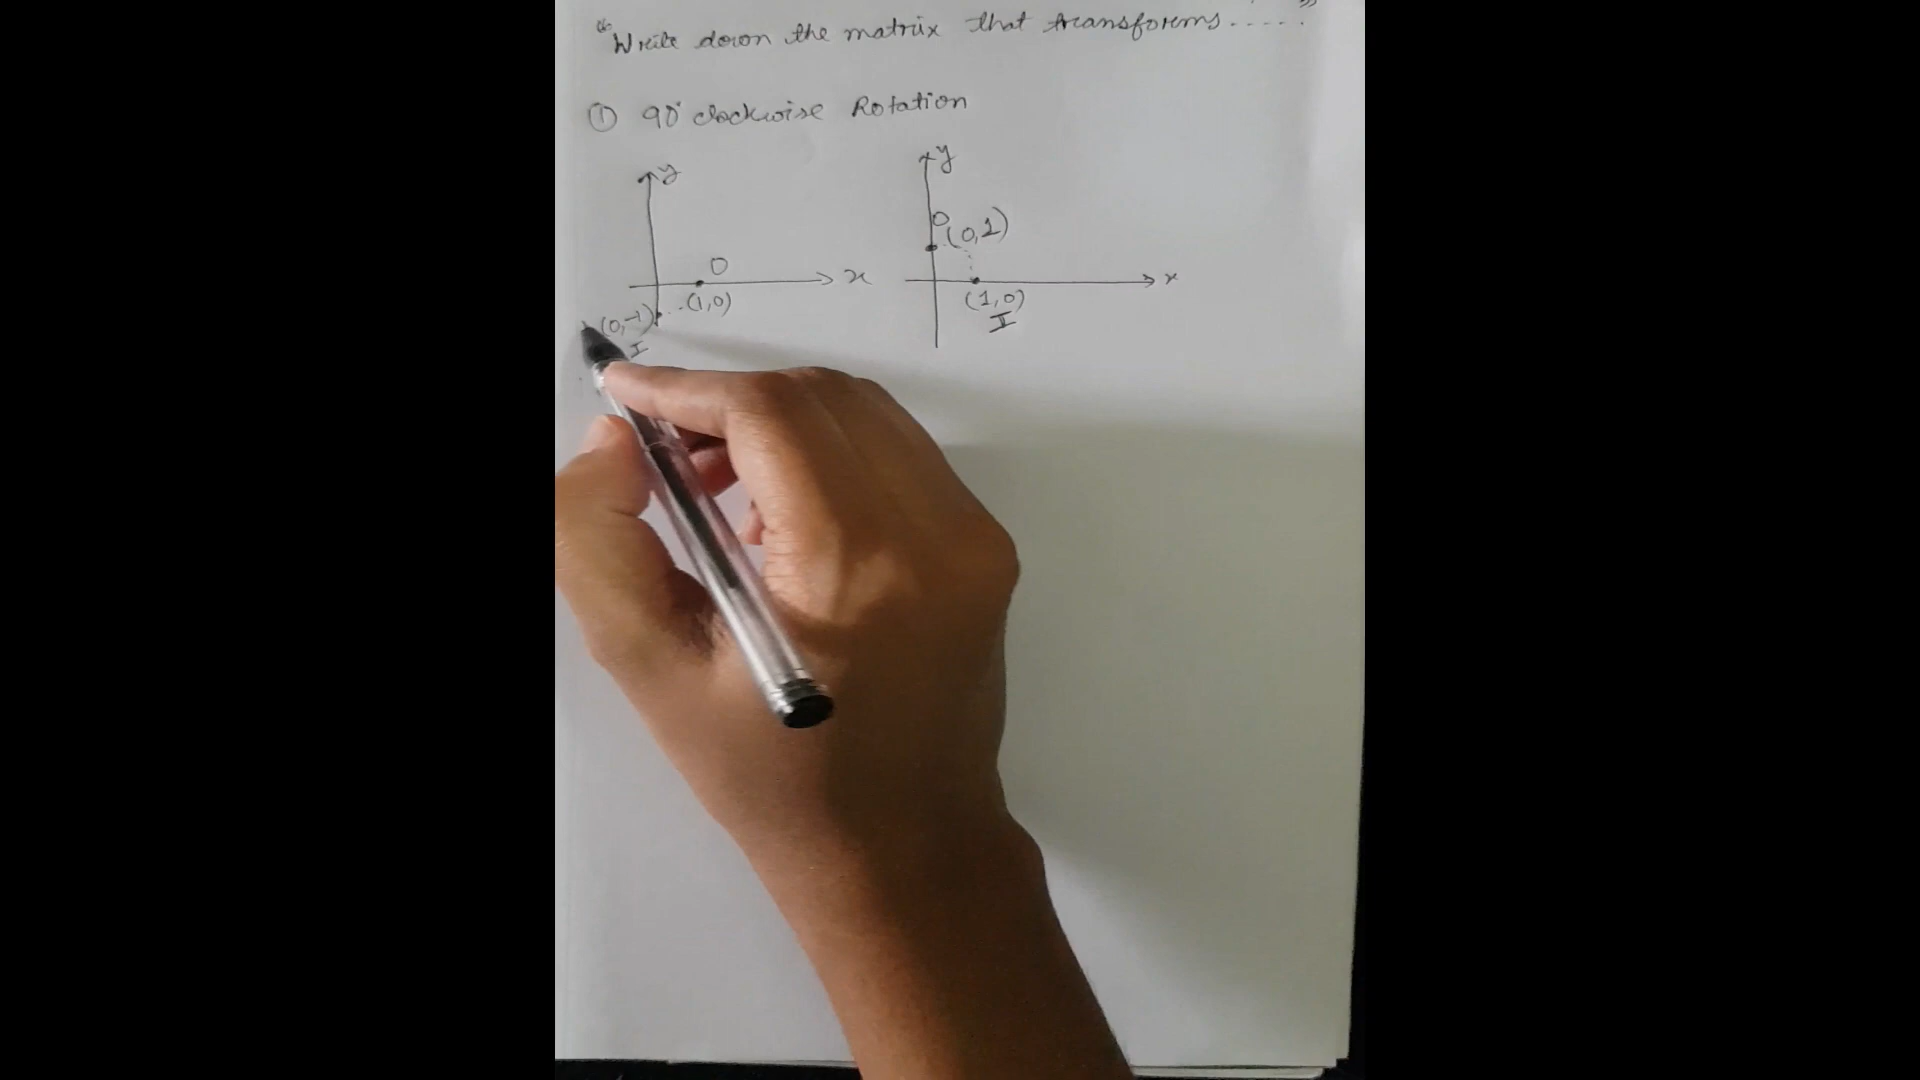 "Write down the matrix that transforms....."
① 90° clockwise Rotation
y
O
x
(1,0)
(0,-1)
I
y
O
(0,1)
x
(1,0)
I